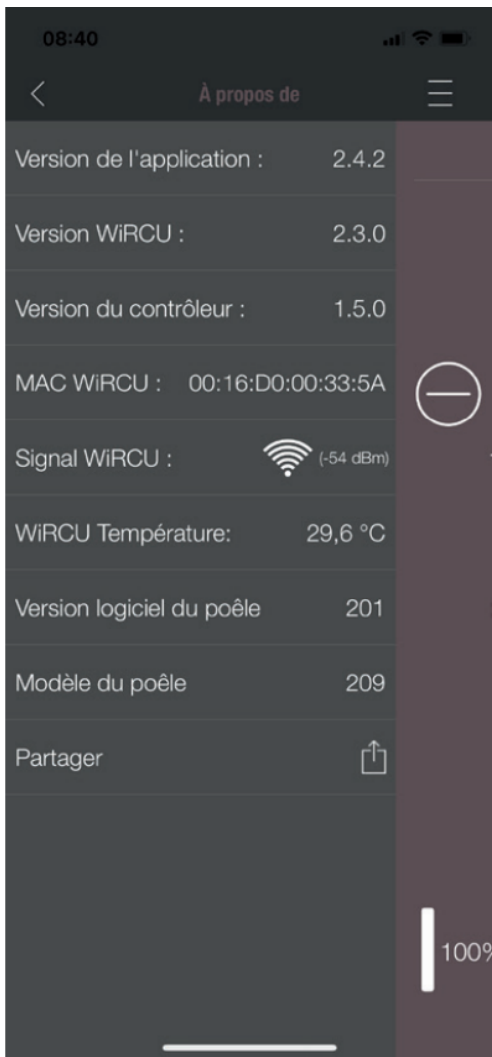 08:40
À propos de
Version de l'application : 2.4.2
Version WiRCU : 2.3.0
Version du contrôleur : 1.5.0
MAC WiRCU : 00:16:D0:00:33:5A
Signal WiRCU : (-54 dBm)
WiRCU Température: 29,6 °C
Version logiciel du poêle 201
Modèle du poêle 209
Partager
100%